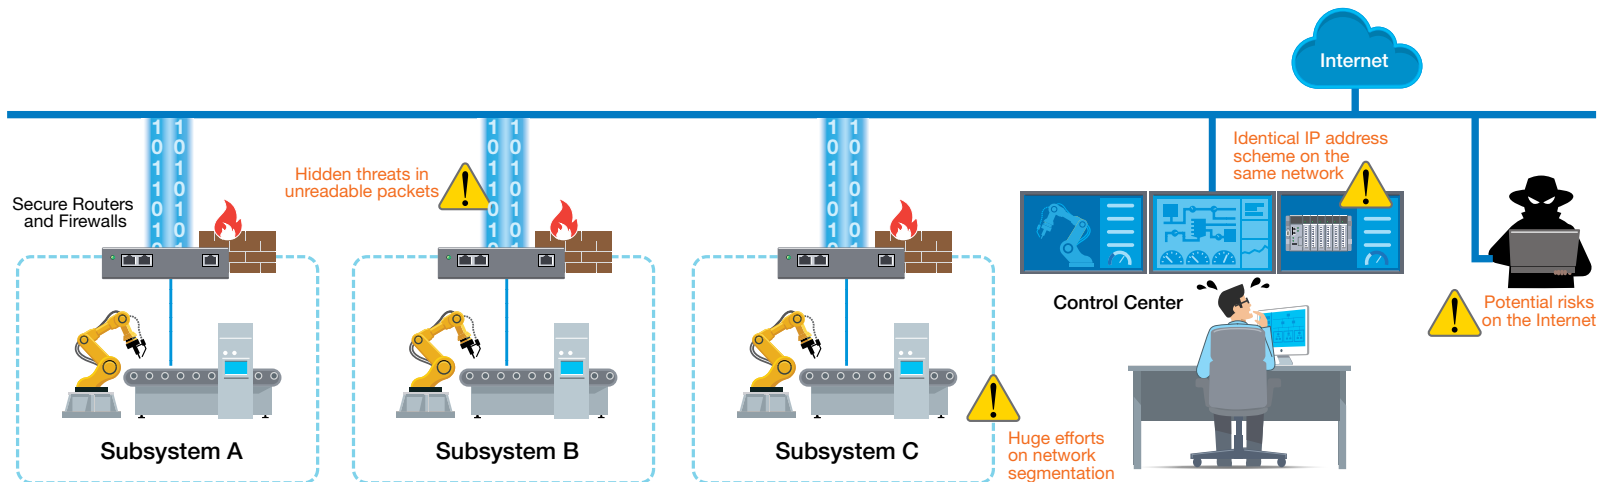 Internet
Identical IP address
scheme on the
same network
Hidden threats in
unreadable packets
Secure Routers
and Firewalls
Control Center
Potential risks
on the Internet
Subsystem A
Subsystem B
Subsystem C
Huge efforts
on network
segmentation